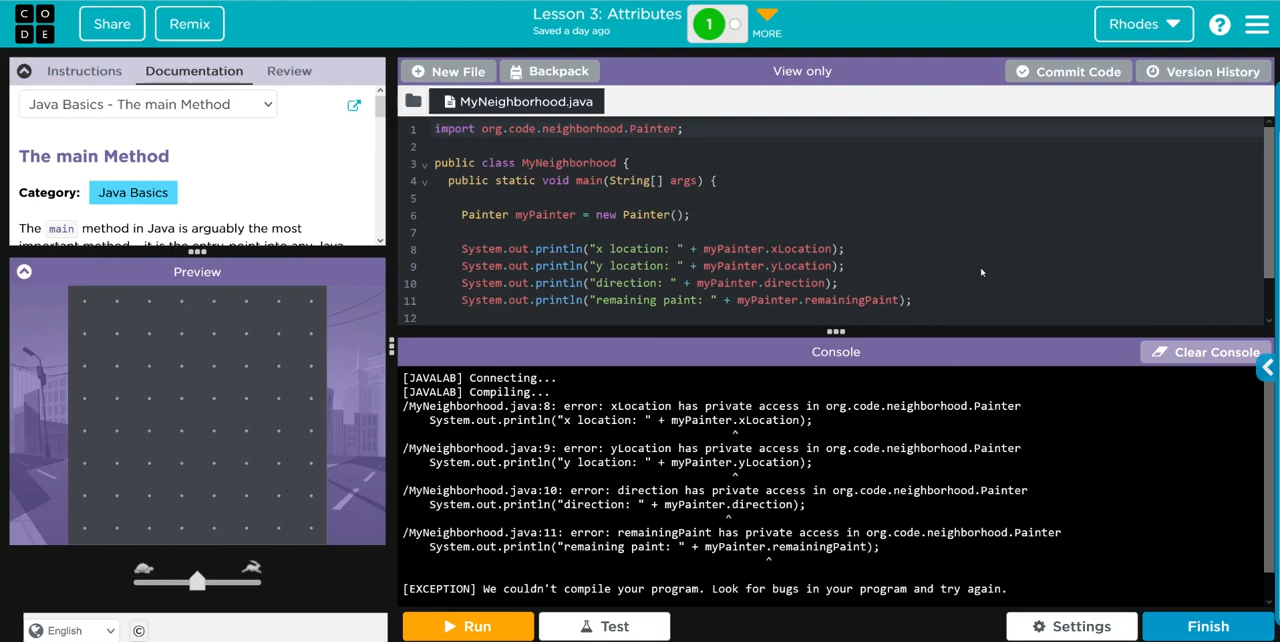 C O
D E
Share
Remix
Lesson 3: Attributes
Saved a day ago
1
MORE
Rhodes
?
Instructions
Documentation
Review
Java Basics - The main Method
The main Method
Category: Java Basics
The main method in Java is arguably the most
important method - it is the entry point into any Java
Preview
English
©
New File
Backpack
View only
Commit Code
Version History
MyNeighborhood.java
1 import org.code.neighborhood.Painter;
2
3 public class MyNeighborhood {
4 public static void main(String[] args) {
5
6 Painter myPainter = new Painter();
7
8 System.out.println("x location: " + myPainter.xLocation);
9 System.out.println("y location: " + myPainter.yLocation);
10 System.out.println("direction: " + myPainter.direction);
11 System.out.println("remaining paint: " + myPainter.remainingPaint);
12
Console
Clear Console
[JAVALAB] Connecting...
[JAVALAB] Compiling...
/MyNeighborhood.java:8: error: xLocation has private access in org.code.neighborhood.Painter
System.out.println("x location: " + myPainter.xLocation);
^
/MyNeighborhood.java:9: error: yLocation has private access in org.code.neighborhood.Painter
System.out.println("y location: " + myPainter.yLocation);
^
/MyNeighborhood.java:10: error: direction has private access in org.code.neighborhood.Painter
System.out.println("direction: " + myPainter.direction);
^
/MyNeighborhood.java:11: error: remainingPaint has private access in org.code.neighborhood.Painter
System.out.println("remaining paint: " + myPainter.remainingPaint);
^
[EXCEPTION] We couldn't compile your program. Look for bugs in your program and try again.
Run
Test
Settings
Finish